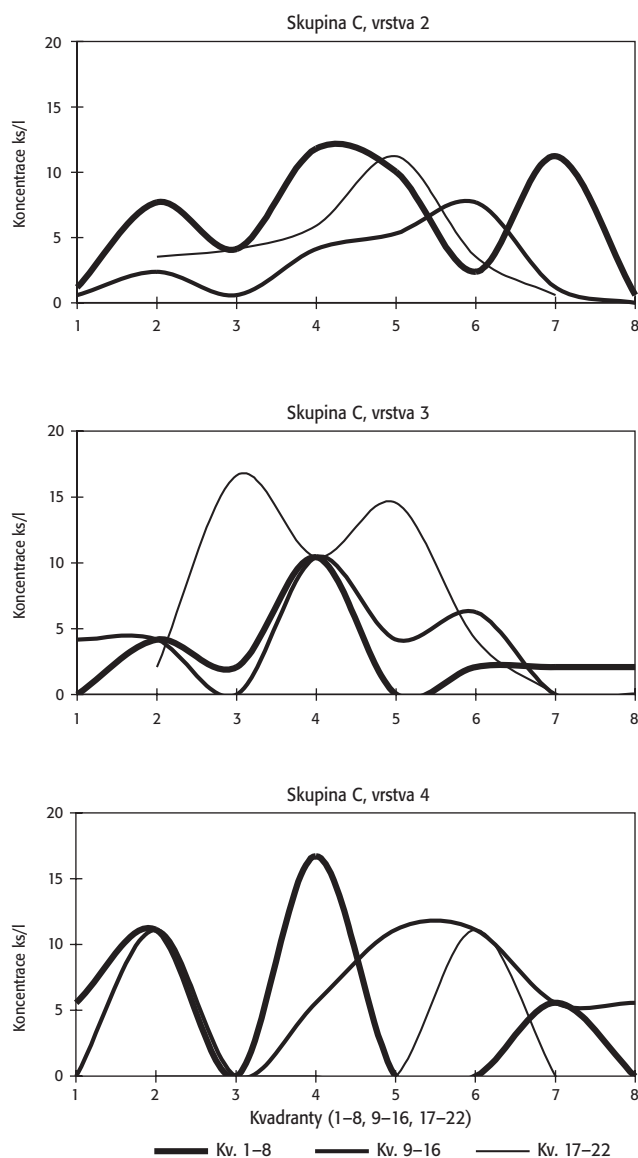 Skupina C, vrstva 2
Koncentrace ks/l
20
15
10
5
0
1 2 3 4 5 6 7 8
Skupina C, vrstva 3
Koncentrace ks/l
20
15
10
5
0
1 2 3 4 5 6 7 8
Skupina C, vrstva 4
Koncentrace ks/l
20
15
10
5
0
1 2 3 4 5 6 7 8
Kvadranty (1–8, 9–16, 17–22)
Kv. 1–8 Kv. 9–16 Kv. 17–22